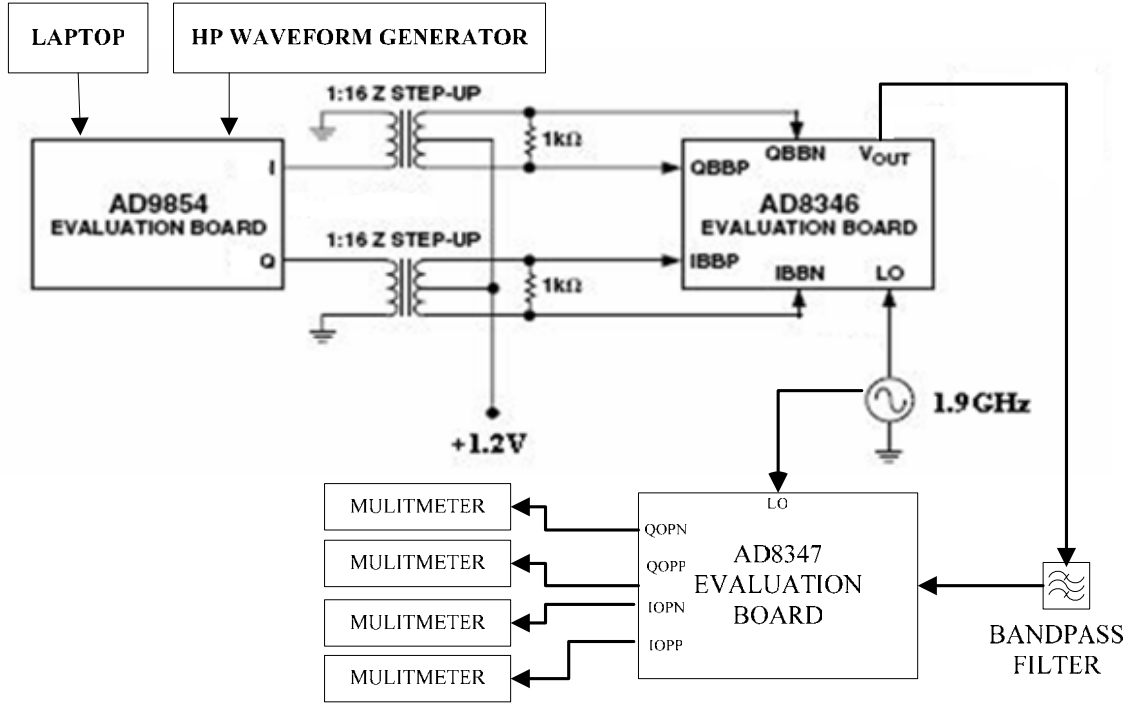 LAPTOP
HP WAVEFORM GENERATOR
1:16 Z STEP-UP
1kΩ
QBBN
VOUT
I
QBBP
AD9854
EVALUATION BOARD
AD8346
EVALUATION BOARD
1:16 Z STEP-UP
Q
IBBP
1kΩ
IBBN
LO
1.9 GHz
+1.2V
MULITMETER
LO
QOPN
MULITMETER
QOPP
AD8347
EVALUATION
BOARD
MULITMETER
IOPN
IOPP
MULITMETER
BANDPASS
FILTER